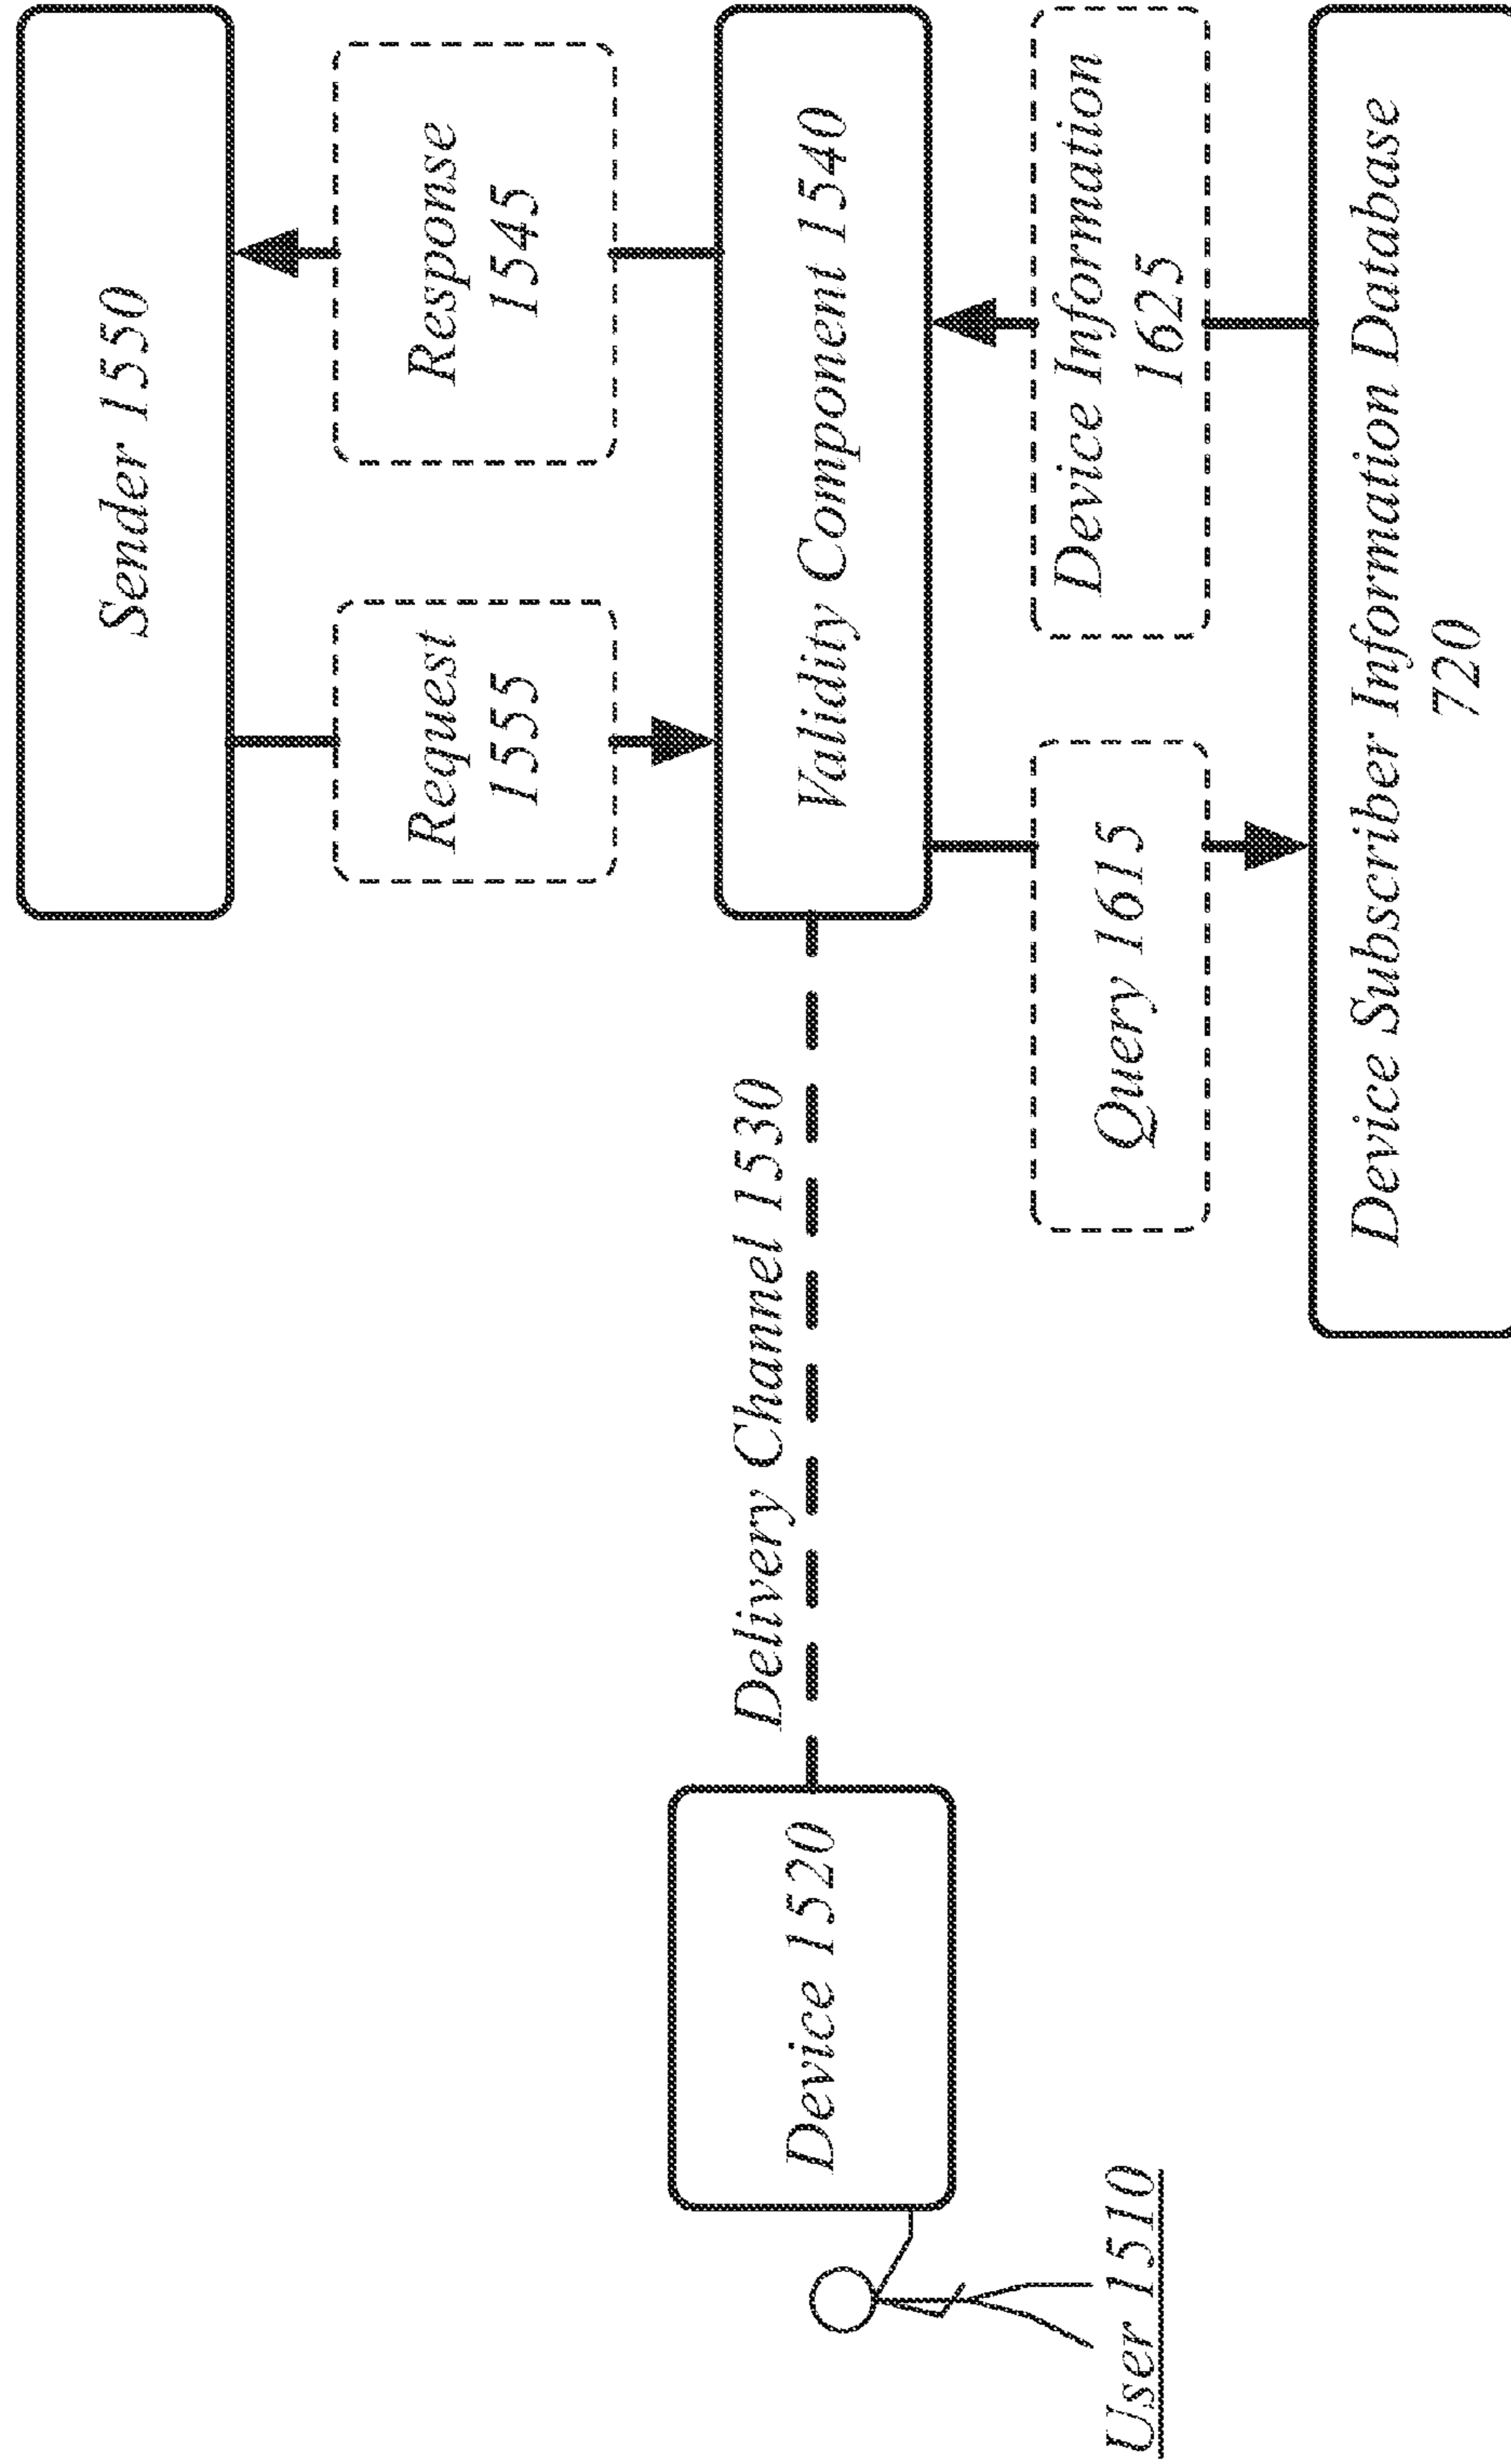 Sender 1550
Request
1555
Response
1545
Delivery Channel 1530
Validity Component 1540
Device 1520
User 1510
Query 1615
Device Information
1625
Device Subscriber Information Database
720